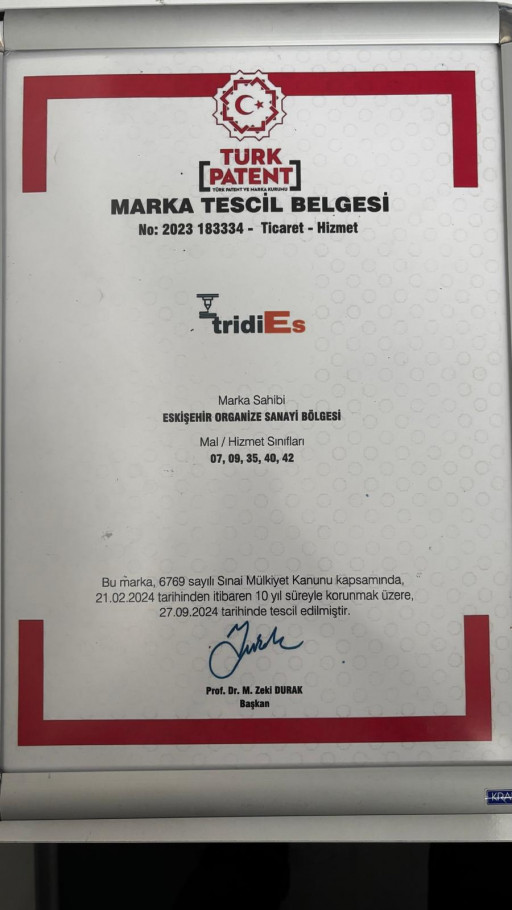 TÜRK
PATENT
TÜRK PATENT VE MARKA KURUMU
MARKA TESCİL BELGESİ
No: 2023 183334 - Ticaret - Hizmet
tridiEs
Marka Sahibi
ESKİŞEHİR ORGANİZE SANAYİ BÖLGESİ
Mal / Hizmet Sınıfları
07, 09, 35, 40, 42
Bu marka, 6769 sayılı Sınai Mülkiyet Kanunu kapsamında,
21.02.2024 tarihinden itibaren 10 yıl süreyle korunmak üzere,
27.09.2024 tarihinde tescil edilmiştir.
Prof. Dr. M. Zeki DURAK
Başkan